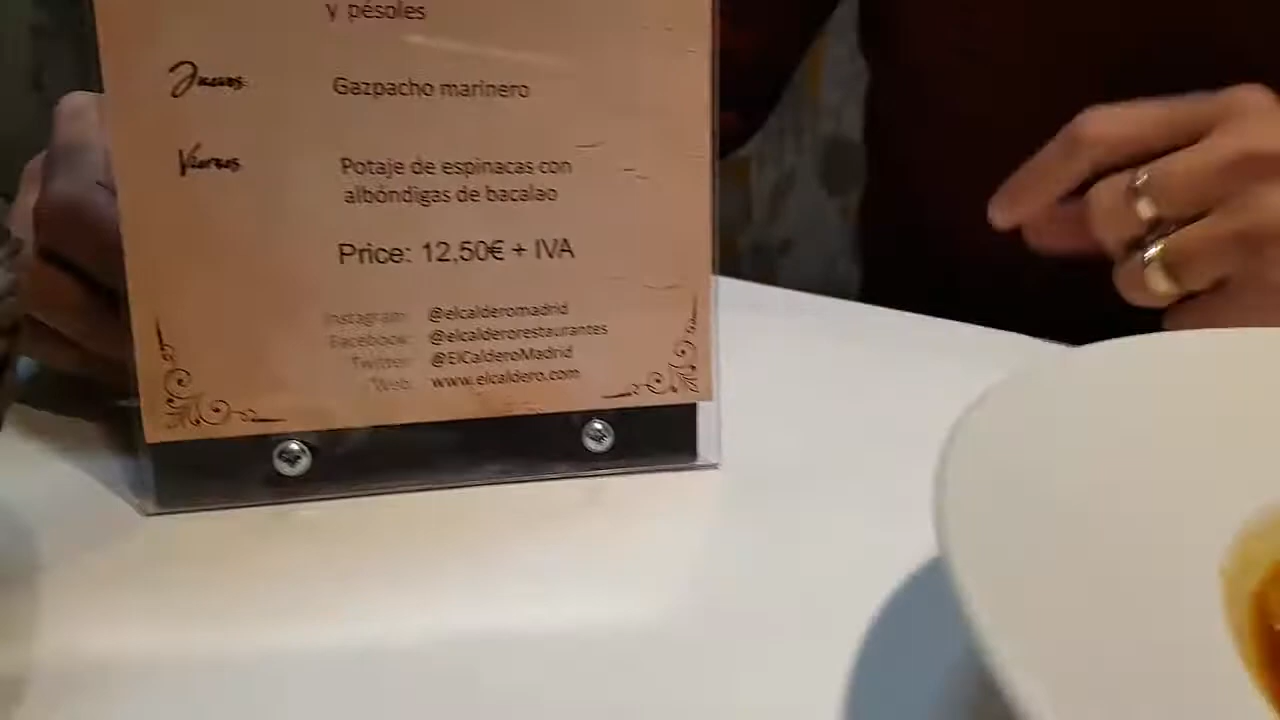 y pésoles
Jueves Gazpacho marinero
Viernes Potaje de espinacas con
albóndigas de bacalao
Price: 12,50€ + IVA
Instagram: @elcalderomadrid
Facebook: @elcalderorestaurantes
Twitter: @ElCalderoMadrid
Web: www.elcaldero.com